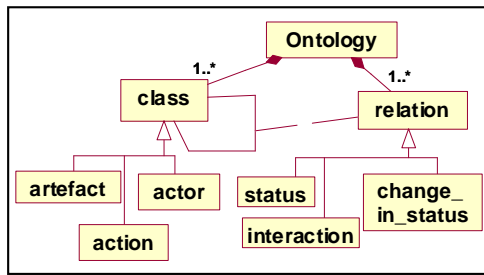 Ontology
1..*
1..*
class
relation
artefact
actor
action
status
interaction
change_
in_status